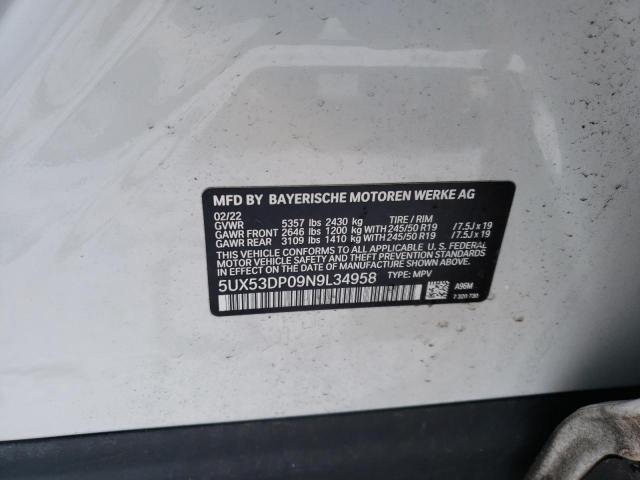 MFD BY BAYERISCHE MOTOREN WERKE AG
02/22
GVWR 5357 lbs 2430 kg TIRE / RIM
GAWR FRONT 2646 lbs 1200 kg WITH 245/50 R19 / 7.5J x 19
GAWR REAR 3109 lbs 1410 kg WITH 245/50 R19 / 7.5J x 19
THIS VEHICLE CONFORMS TO ALL APPLICABLE U.S. FEDERAL
MOTOR VEHICLE SAFETY AND THEFT PREVENTION STANDARDS
IN EFFECT ON THE DATE OF MANUFACTURE SHOWN ABOVE.
5UX53DP09N9L34958 TYPE: MPV
A96M
7 320 730